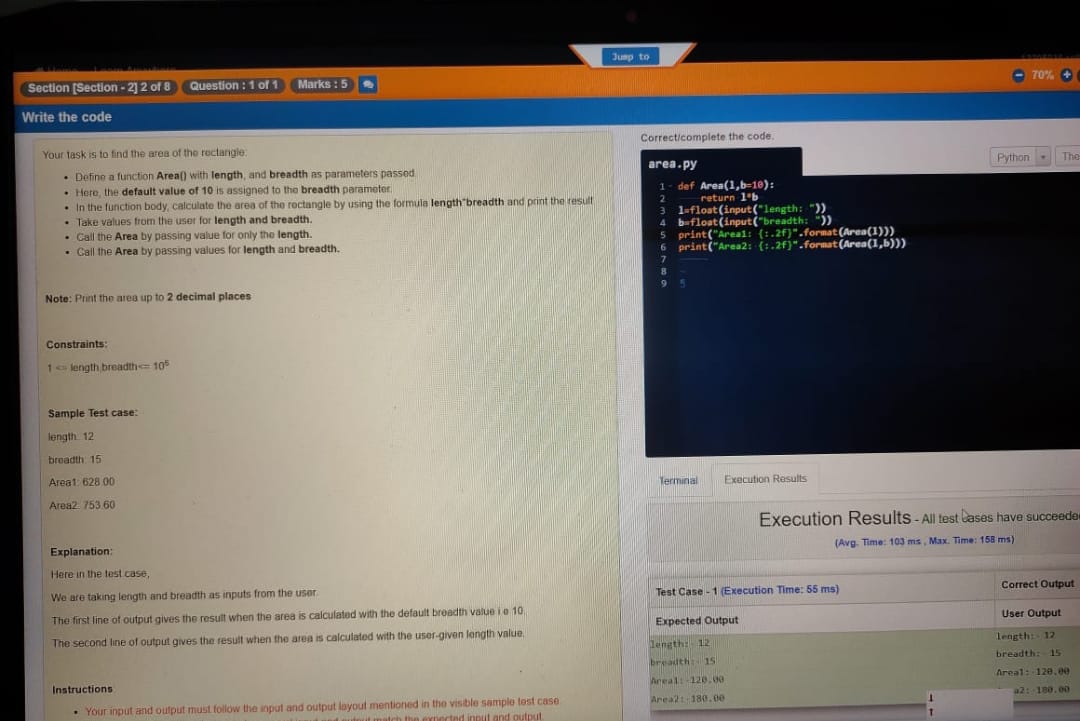 Jump to
Section [Section - 2] 2 of 8 Question : 1 of 1 Marks : 5
70%
Write the code
Your task is to find the area of the rectangle:
Define a function Area() with length, and breadth as parameters passed.
Here, the default value of 10 is assigned to the breadth parameter.
In the function body, calculate the area of the rectangle by using the formula length*breadth and print the result
Take values from the user for length and breadth.
Call the Area by passing value for only the length.
Call the Area by passing values for length and breadth.
Note: Print the area up to 2 decimal places
Constraints:
1 <= length,breadth<= 10⁵
Sample Test case:
length: 12
breadth: 15
Area1: 628.00
Area2: 753.60
Explanation:
Here in the test case,
We are taking length and breadth as inputs from the user.
The first line of output gives the result when the area is calculated with the default breadth value i.e 10.
The second line of output gives the result when the area is calculated with the user-given length value.
Instructions
Your input and output must follow the input and output layout mentioned in the visible sample test case.
output match the expected input and output.
Correct/complete the code.
area.py
Python
The
1 def Area(l,b=10):
2 return l*b
3 l=float(input("length: "))
4 b=float(input("breadth: "))
5 print("Area1: {:.2f}".format(Area(l)))
6 print("Area2: {:.2f}".format(Area(l,b)))
7
8
9 5
Terminal Execution Results
Execution Results - All test cases have succeede
(Avg. Time: 103 ms , Max. Time: 158 ms)
Test Case - 1 (Execution Time: 55 ms) Correct Output
Expected Output User Output
length: 12 length: 12
breadth: 15 breadth: 15
Area1: 120.00 Area1: 120.00
Area2: 180.00 a2: 180.00